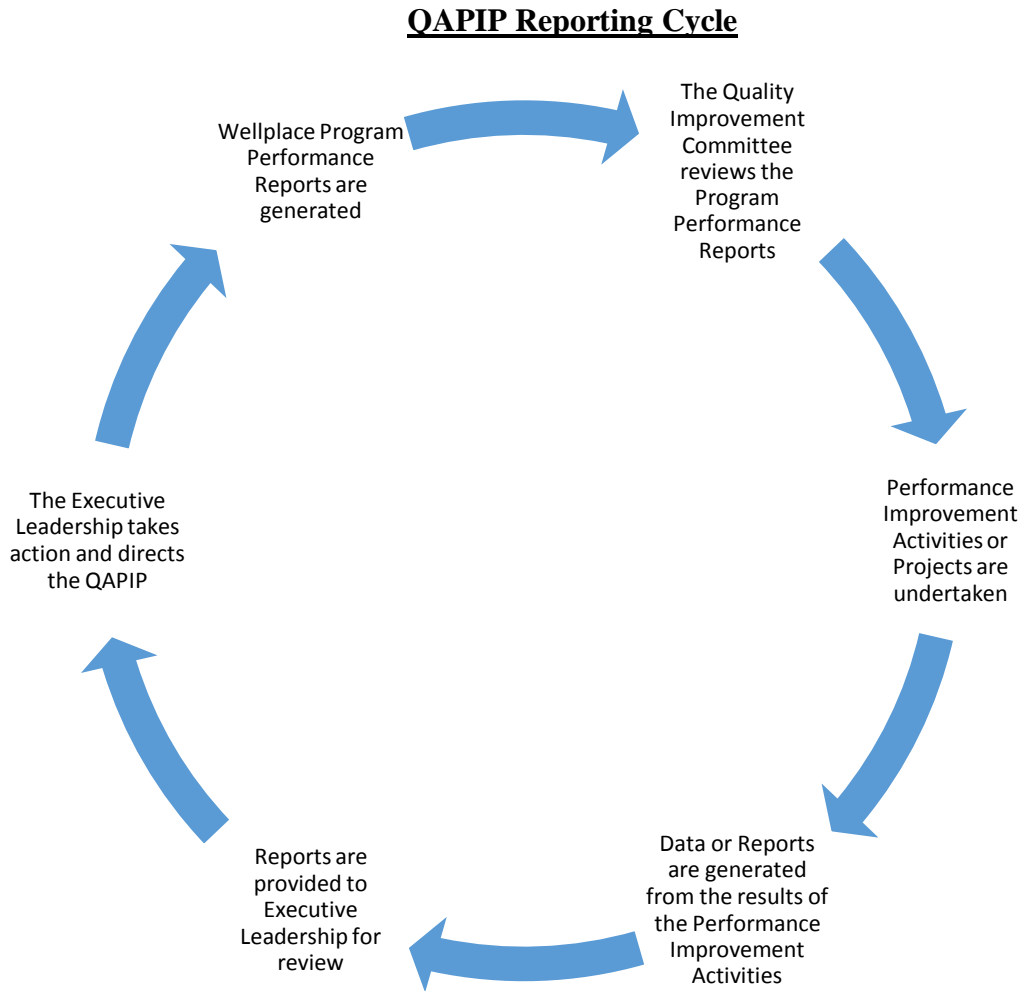 QAPIP Reporting Cycle
Wellplace Program
Performance
Reports are
generated
The Quality
Improvement
Committee
reviews the
Program
Performance
Reports
Performance
Improvement
Activities or
Projects are
undertaken
Data or Reports
are generated
from the results of
the Performance
Improvement
Activities
Reports are
provided to
Executive
Leadership for
review
The Executive
Leadership takes
action and directs
the QAPIP